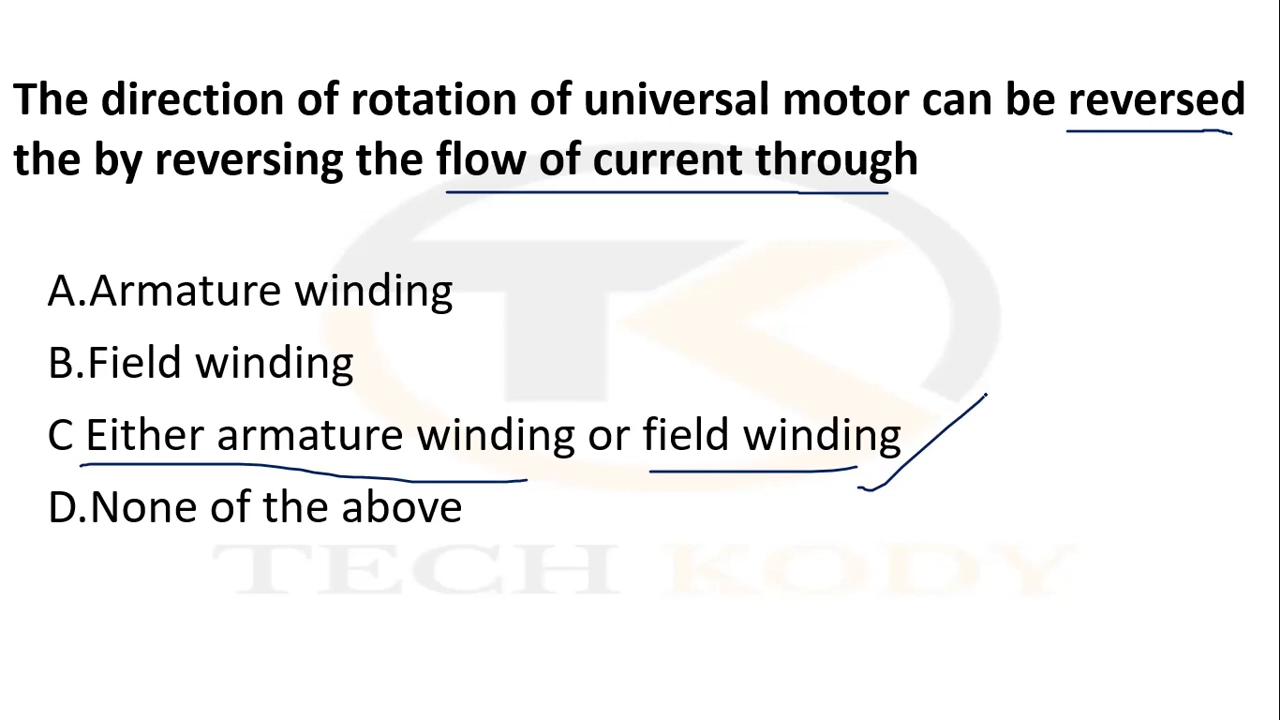 The direction of rotation of universal motor can be reversed
the by reversing the flow of current through
A.Armature winding
B.Field winding
C Either armature winding or field winding
D.None of the above
TECH KODY